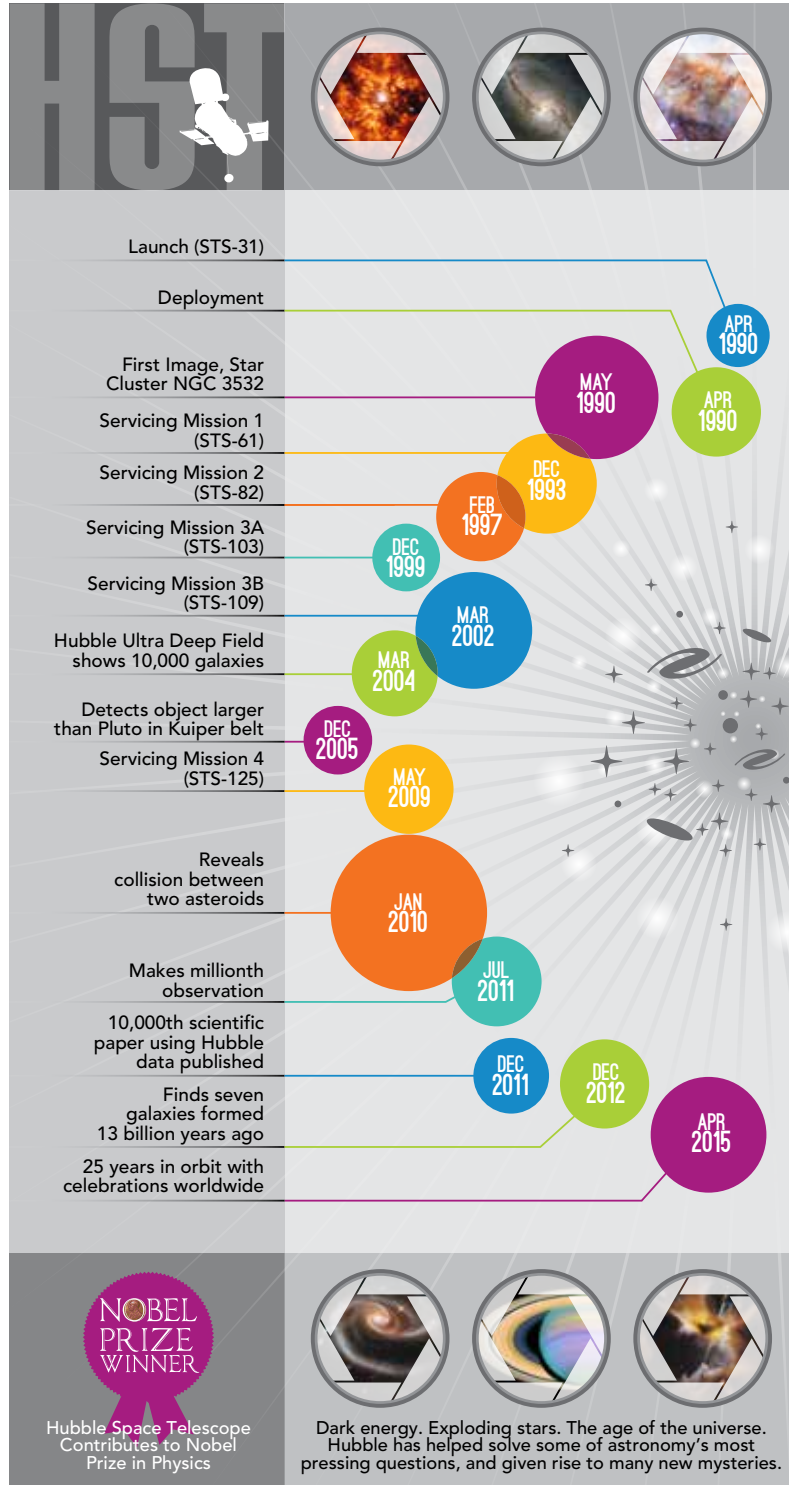 HST
Launch (STS-31)
APR
1990
Deployment
APR
1990
First Image, Star
Cluster NGC 3532
MAY
1990
Servicing Mission 1
(STS-61)
DEC
1993
Servicing Mission 2
(STS-82)
FEB
1997
Servicing Mission 3A
(STS-103)
DEC
1999
Servicing Mission 3B
(STS-109)
MAR
2002
Hubble Ultra Deep Field
shows 10,000 galaxies
MAR
2004
Detects object larger
than Pluto in Kuiper belt
DEC
2005
Servicing Mission 4
(STS-125)
MAY
2009
Reveals
collision between
two asteroids
JAN
2010
Makes millionth
observation
JUL
2011
10,000th scientific
paper using Hubble
data published
DEC
2011
Finds seven
galaxies formed
13 billion years ago
DEC
2012
25 years in orbit with
celebrations worldwide
APR
2015
NOBEL
PRIZE
WINNER
Hubble Space Telescope
Contributes to Nobel
Prize in Physics
Dark energy. Exploding stars. The age of the universe.
Hubble has helped solve some of astronomy's most
pressing questions, and given rise to many new mysteries.